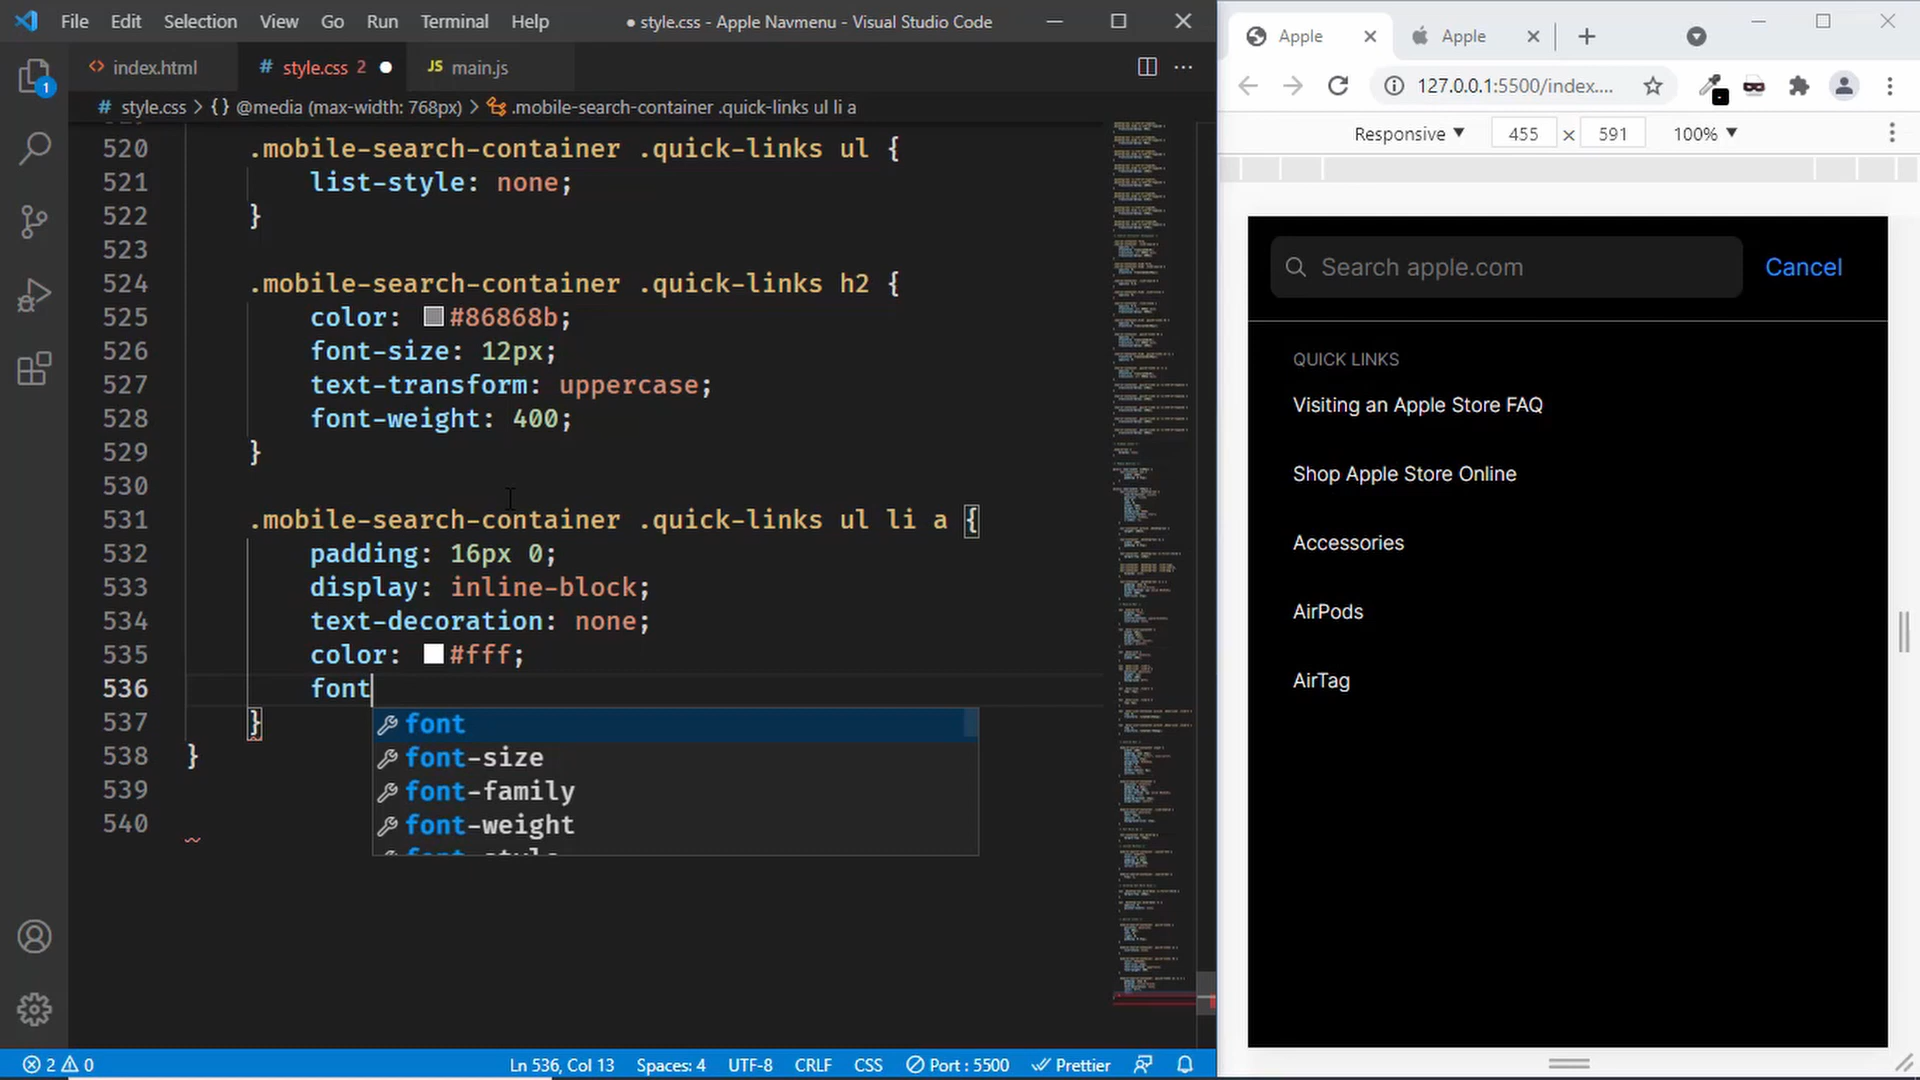 File Edit Selection View Go Run Terminal Help ● style.css - Apple Navmenu - Visual Studio Code
index.html # style.css 2 ● JS main.js
# style.css > {} @media (max-width: 768px) > .mobile-search-container .quick-links ul li a
520 .mobile-search-container .quick-links ul {
521 list-style: none;
522 }
523
524 .mobile-search-container .quick-links h2 {
525 color: #86868b;
526 font-size: 12px;
527 text-transform: uppercase;
528 font-weight: 400;
529 }
530
531 .mobile-search-container .quick-links ul li a {
532 padding: 16px 0;
533 display: inline-block;
534 text-decoration: none;
535 color: #fff;
536 font
537 }
538 }
539
540
font
font-size
font-family
font-weight
font-style
1
2 0
Ln 536, Col 13 Spaces: 4 UTF-8 CRLF CSS Port : 5500 Prettier
Apple Apple
127.0.0.1:5500/index....
Responsive 455 × 591 100%
Search apple.com Cancel
QUICK LINKS
Visiting an Apple Store FAQ
Shop Apple Store Online
Accessories
AirPods
AirTag